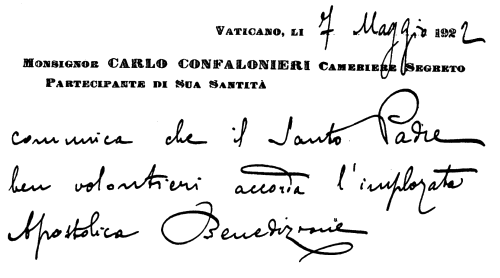 VATICANO, LI 7 Maggio 1922
MONSIGNOR CARLO CONFALONIERI CAMERIERE SEGRETO
PARTECIPANTE DI SUA SANTITÀ
comunica che il Santo Padre
ben volontieri accorda l'implorata
Apostolica Benedizione